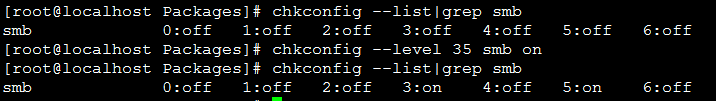 [root@localhost Packages]# chkconfig --list|grep smb
smb 0:off 1:off 2:off 3:off 4:off 5:off 6:off
[root@localhost Packages]# chkconfig --level 35 smb on
[root@localhost Packages]# chkconfig --list|grep smb
smb 0:off 1:off 2:off 3:on 4:off 5:on 6:off